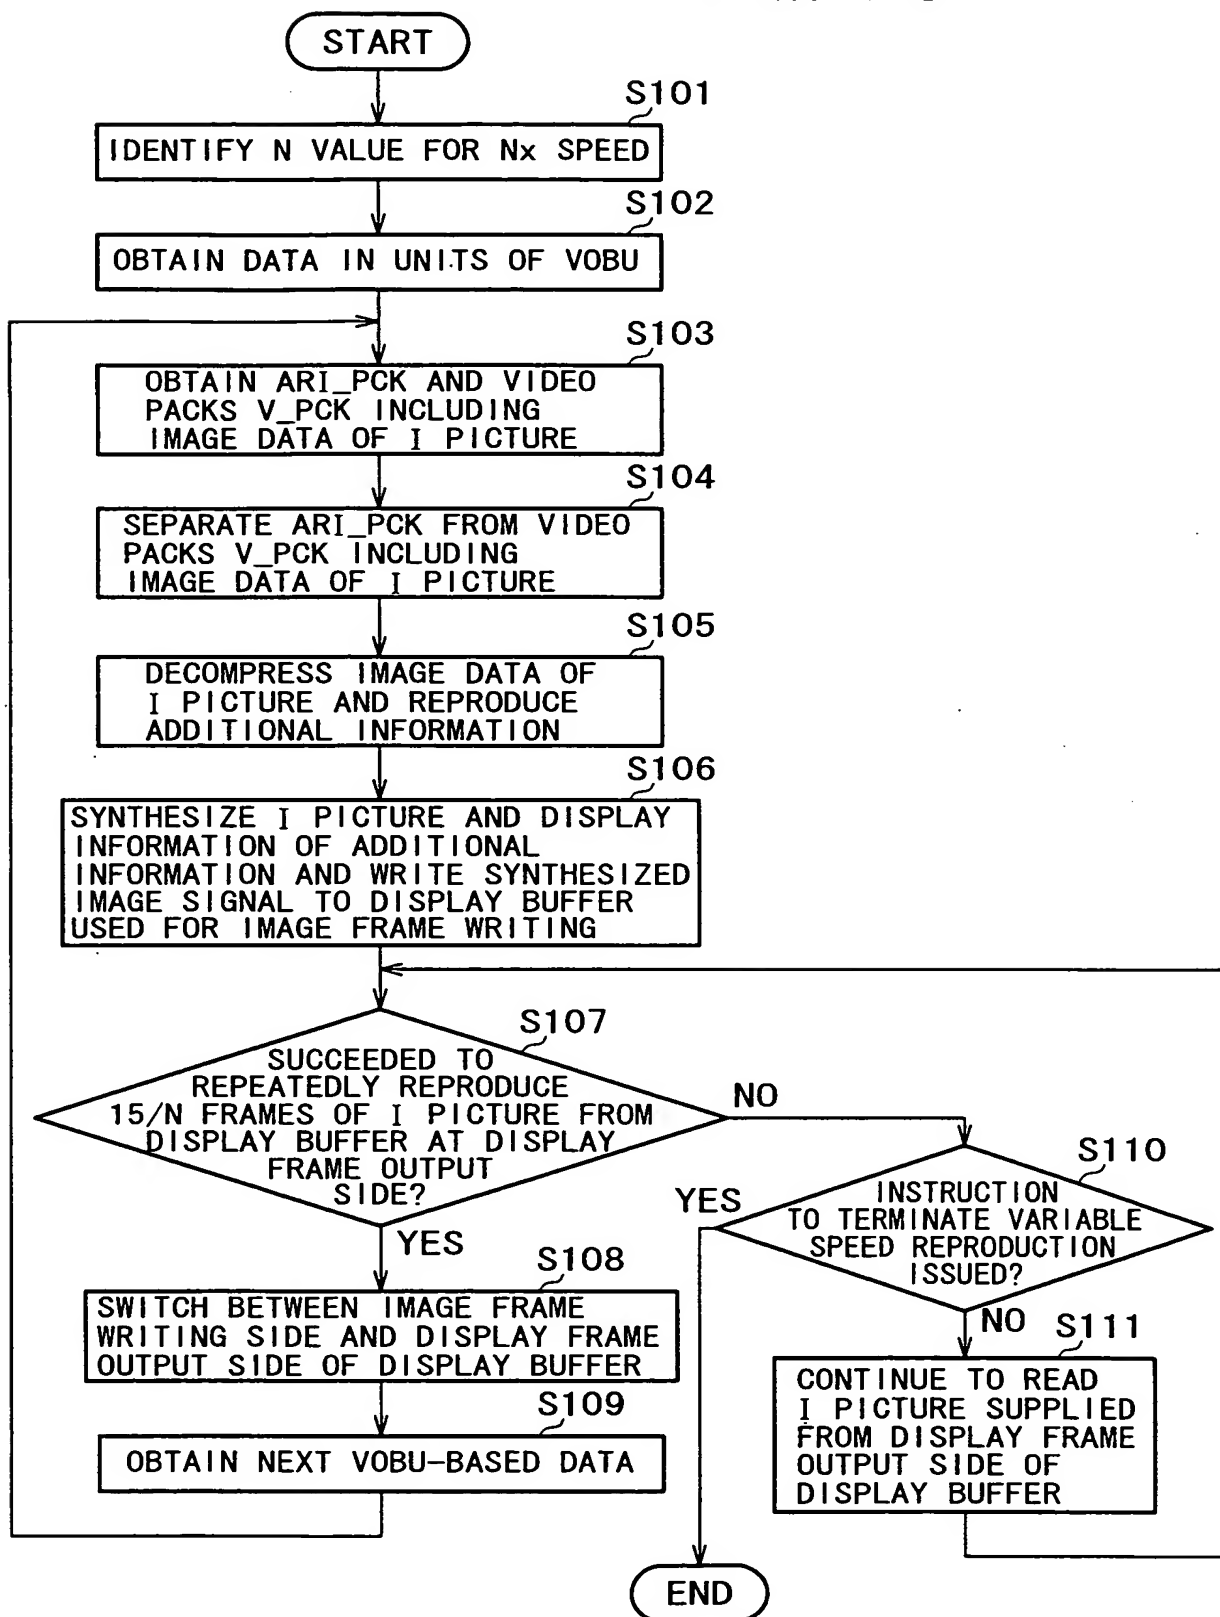 START
S101
IDENTIFY N VALUE FOR Nx SPEED
S102
OBTAIN DATA IN UNITS OF VOBU
S103
OBTAIN ARI_PCK AND VIDEO
PACKS V_PCK INCLUDING
IMAGE DATA OF I PICTURE
S104
SEPARATE ARI_PCK FROM VIDEO
PACKS V_PCK INCLUDING
IMAGE DATA OF I PICTURE
S105
DECOMPRESS IMAGE DATA OF
I PICTURE AND REPRODUCE
ADDITIONAL INFORMATION
S106
SYNTHESIZE I PICTURE AND DISPLAY
INFORMATION OF ADDITIONAL
INFORMATION AND WRITE SYNTHESIZED
IMAGE SIGNAL TO DISPLAY BUFFER
USED FOR IMAGE FRAME WRITING
S107
SUCCEEDED TO
REPEATEDLY REPRODUCE
15/N FRAMES OF I PICTURE FROM
DISPLAY BUFFER AT DISPLAY
FRAME OUTPUT
SIDE?
NO
YES
S108
SWITCH BETWEEN IMAGE FRAME
WRITING SIDE AND DISPLAY FRAME
OUTPUT SIDE OF DISPLAY BUFFER
S109
OBTAIN NEXT VOBU-BASED DATA
S110
INSTRUCTION
TO TERMINATE VARIABLE
SPEED REPRODUCTION
ISSUED?
YES
NO
S111
CONTINUE TO READ
I PICTURE SUPPLIED
FROM DISPLAY FRAME
OUTPUT SIDE OF
DISPLAY BUFFER
END